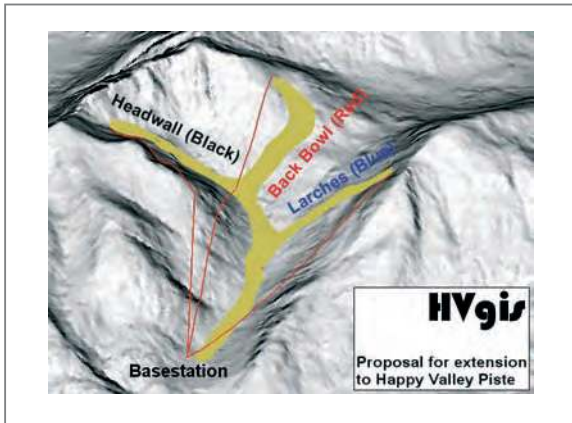 Headwall (Black)
Back Bowl (Red)
Larches (Blue)
Basestation
HVgis
Proposal for extension
to Happy Valley Piste